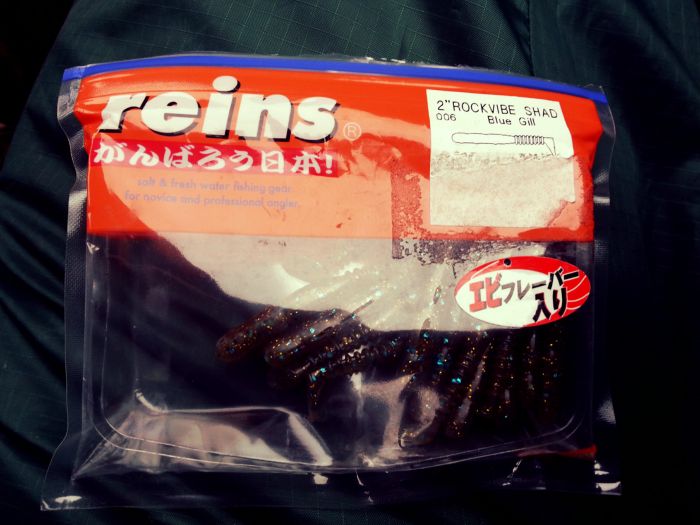 reins®
がんばろう日本!
salt & fresh water fishing gear
for novice and professional angler.
2"ROCKVIBE SHAD
006 Blue Gill
エビフレーバー
入り